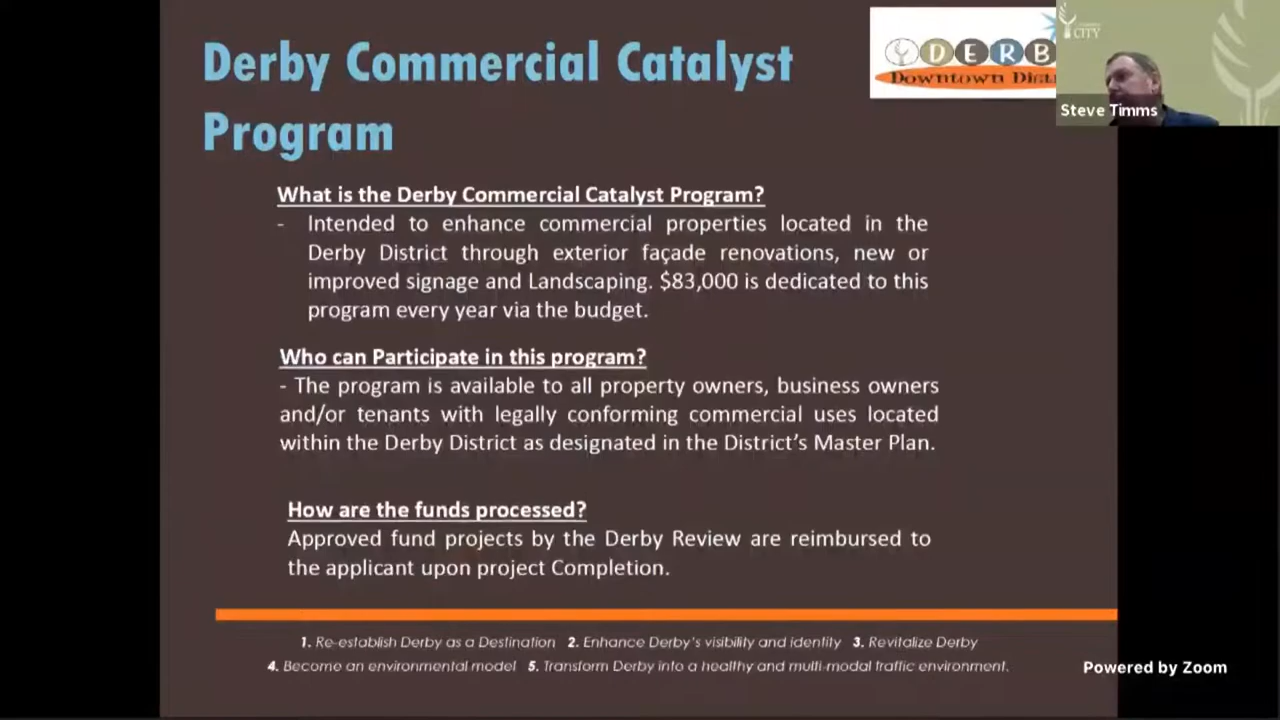 Derby Commercial Catalyst
Program
DERB
Downtown Dist
CITY
Steve Timms
What is the Derby Commercial Catalyst Program?
- Intended to enhance commercial properties located in the
Derby District through exterior façade renovations, new or
improved signage and Landscaping. $83,000 is dedicated to this
program every year via the budget.
Who can Participate in this program?
- The program is available to all property owners, business owners
and/or tenants with legally conforming commercial uses located
within the Derby District as designated in the District's Master Plan.
How are the funds processed?
Approved fund projects by the Derby Review are reimbursed to
the applicant upon project Completion.
1. Re-establish Derby as a Destination 2. Enhance Derby's visibility and identity 3. Revitalize Derby
4. Become an environmental model 5. Transform Derby into a healthy and multi-modal traffic environment.
Powered by Zoom